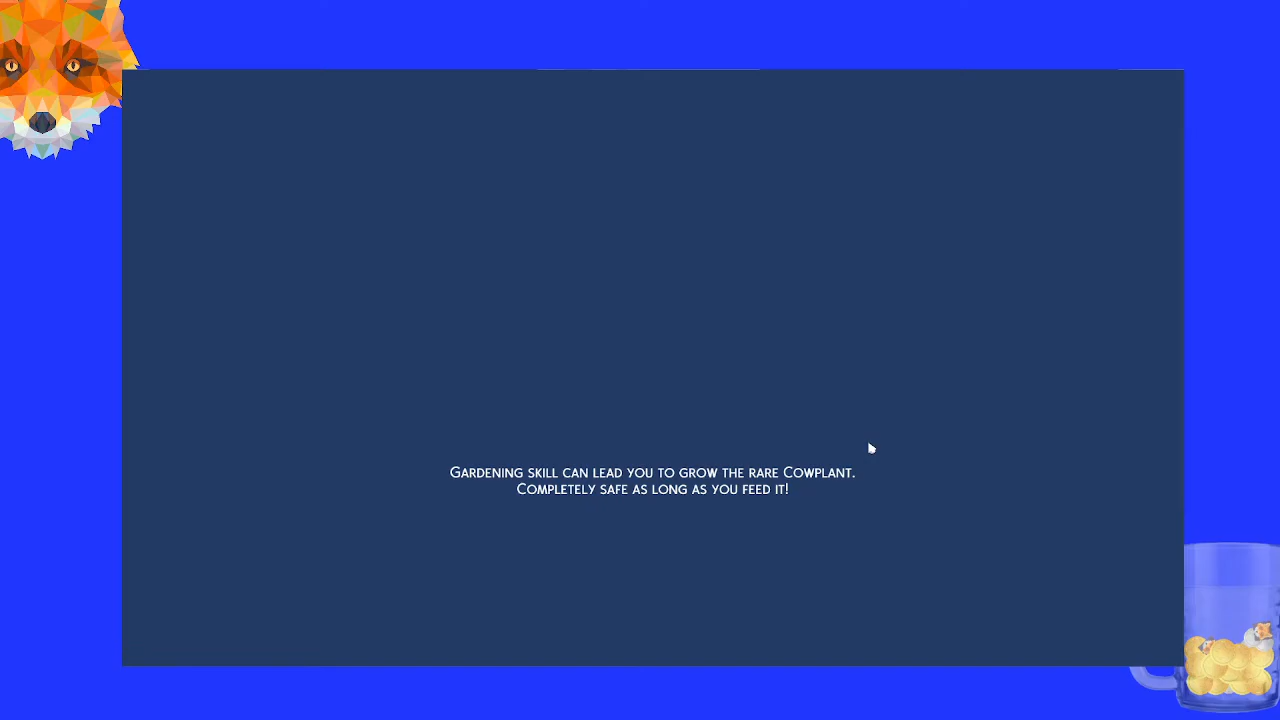 Gardening skill can lead you to grow the rare Cowplant.
Completely safe as long as you feed it!